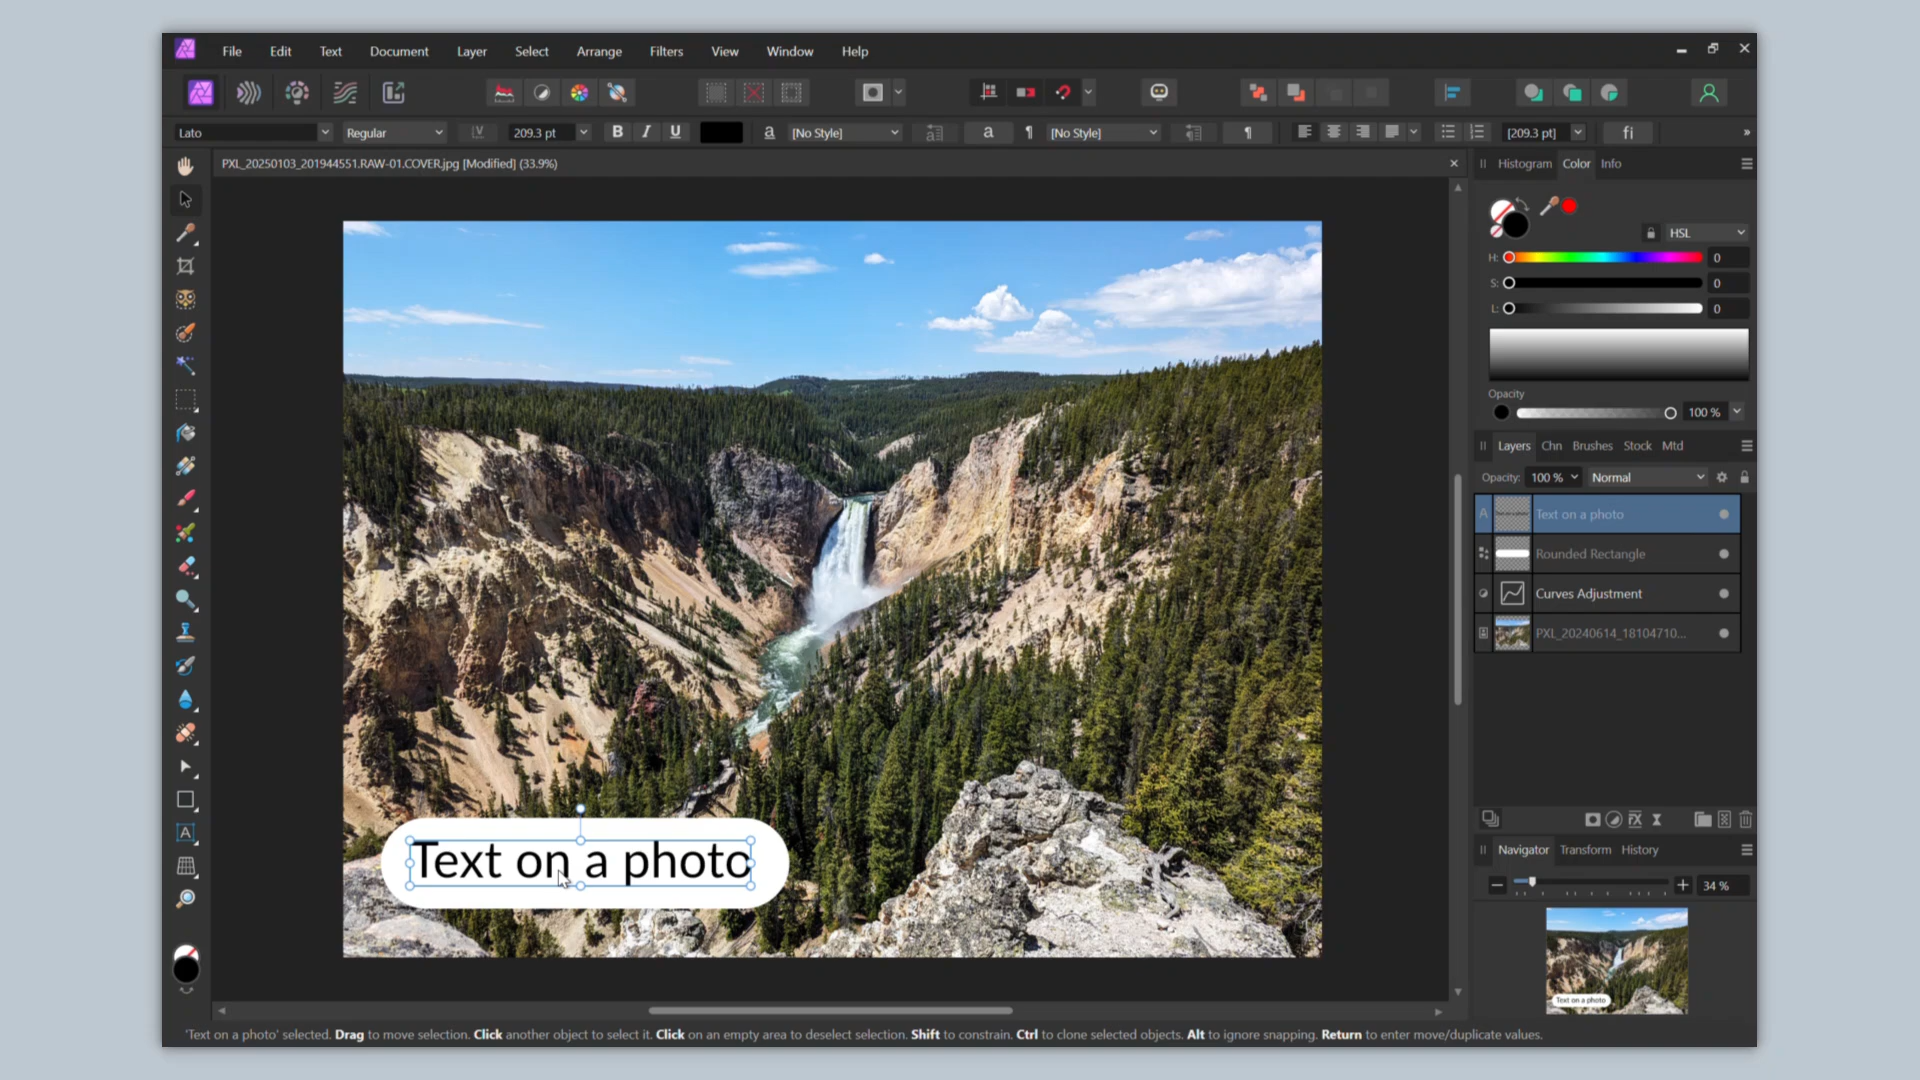 File Edit Text Document Layer Select Arrange Filters View Window Help
Lato Regular 209.3 pt B I U a [No Style] a ¶ [No Style] ¶ [209.3 pt] fi »
PXL_20250103_201944551.RAW-01.COVER.jpg [Modified] (33.9%)
Histogram Color Info
HSL
H: 0
S: 0
L: 0
Opacity
100 %
Layers Chn Brushes Stock Mtd
Opacity: 100 % Normal
A Text on a photo
Rounded Rectangle
Curves Adjustment
PXL_20240614_18104710...
Text on a photo
Navigator Transform History
34 %
Text on a photo
'Text on a photo' selected. Drag to move selection. Click another object to select it. Click on an empty area to deselect selection. Shift to constrain. Ctrl to clone selected objects. Alt to ignore snapping. Return to enter move/duplicate values.